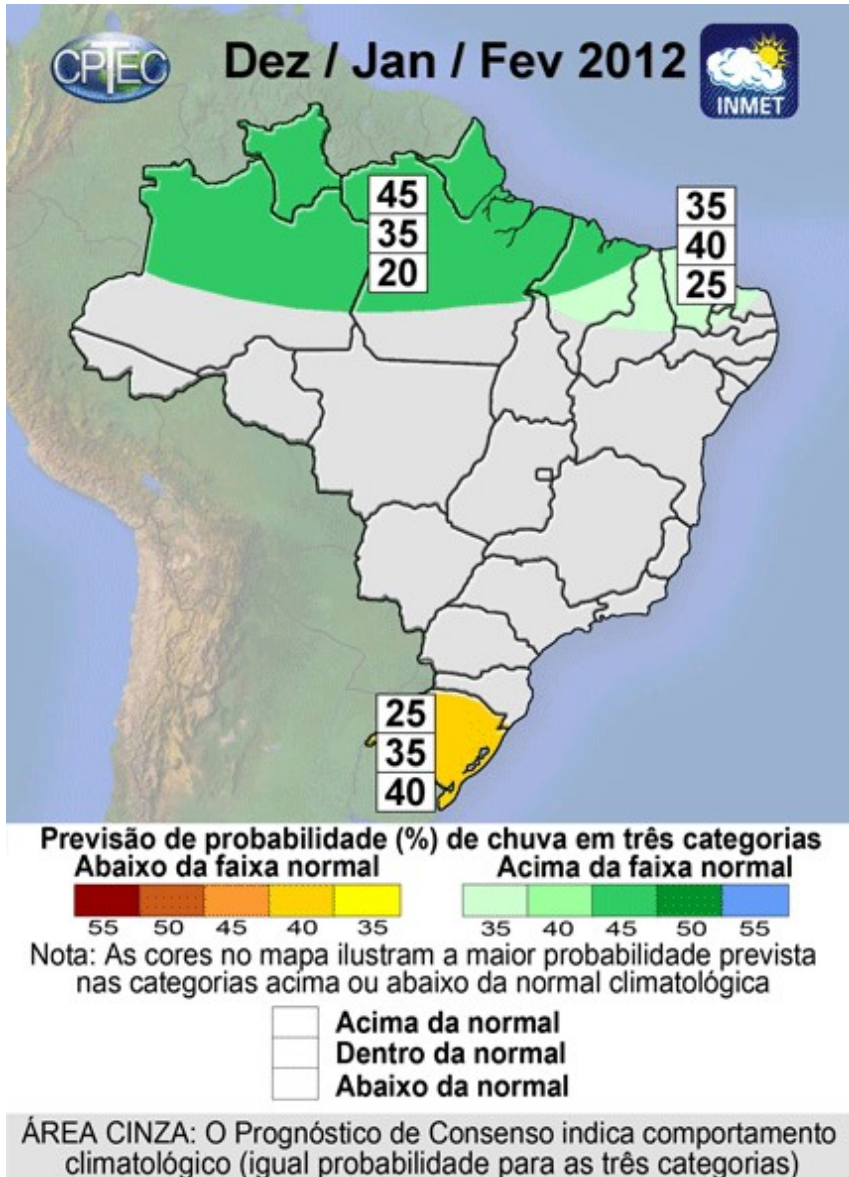 CPTEC
Dez / Jan / Fev 2012
INMET
45
35
20
35
40
25
25
35
40
Previsão de probabilidade (%) de chuva em três categorias
Abaixo da faixa normal
Acima da faixa normal
55 50 45 40 35
35 40 45 50 55
Nota: As cores no mapa ilustram a maior probabilidade prevista
nas categorias acima ou abaixo da normal climatológica
Acima da normal
Dentro da normal
Abaixo da normal
ÁREA CINZA: O Prognóstico de Consenso indica comportamento
climatológico (igual probabilidade para as três categorias)